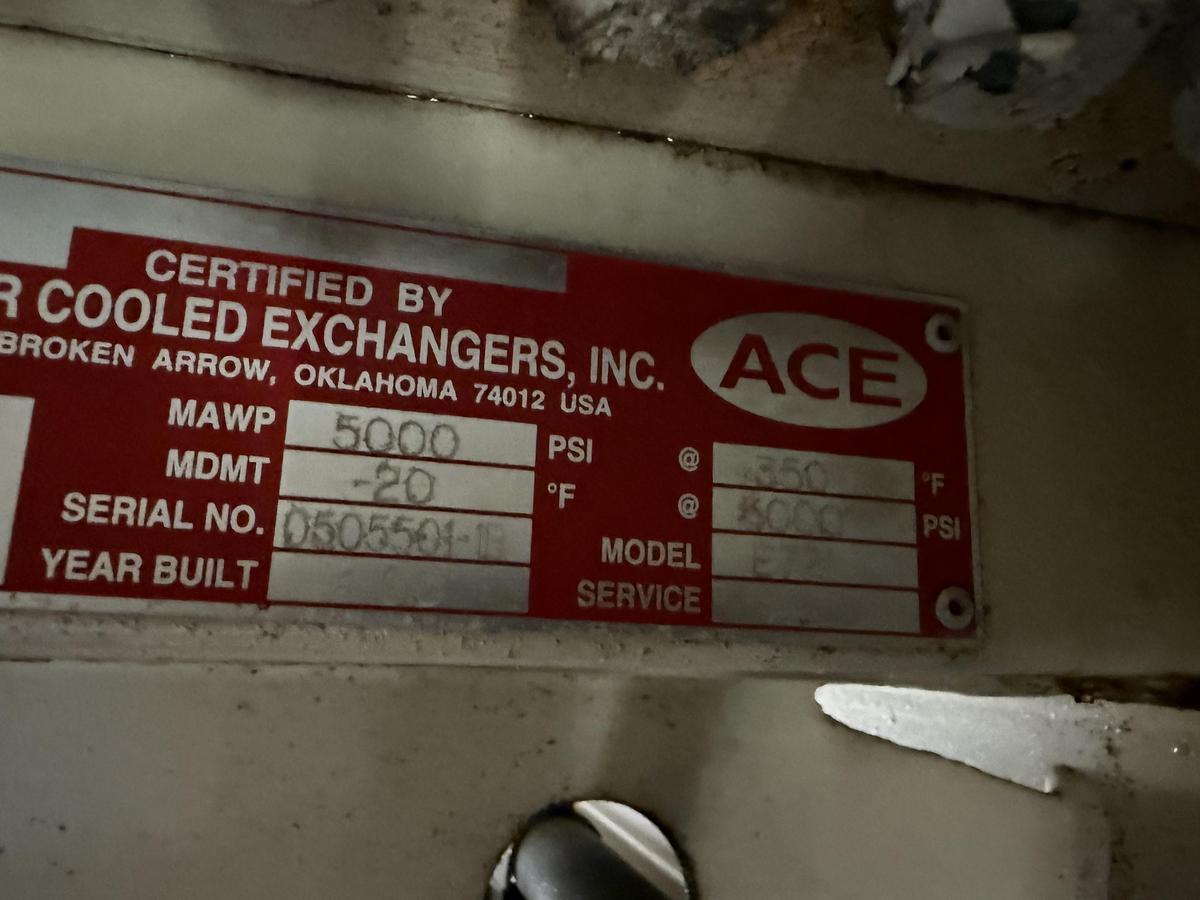 CERTIFIED BY
R COOLED EXCHANGERS, INC.
BROKEN ARROW, OKLAHOMA 74012 USA
ACE
MAWP 5000 PSI @ 350 °F
MDMT -20 °F @ 5000 PSI
SERIAL NO.
MODEL
YEAR BUILT
SERVICE